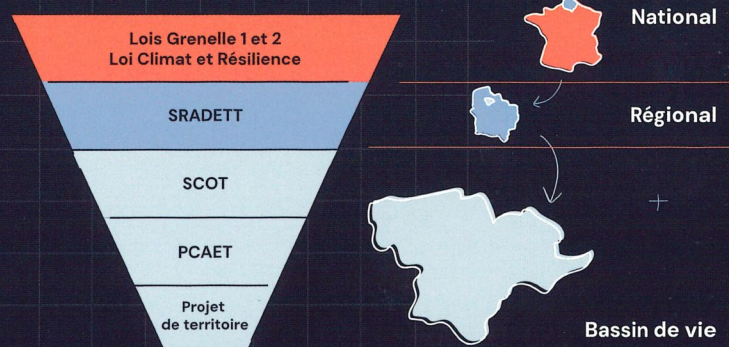 Lois Grenelle 1 et 2
Loi Climat et Résilience
National
SRADETT
Régional
SCOT
PCAET
Projet
de territoire
Bassin de vie